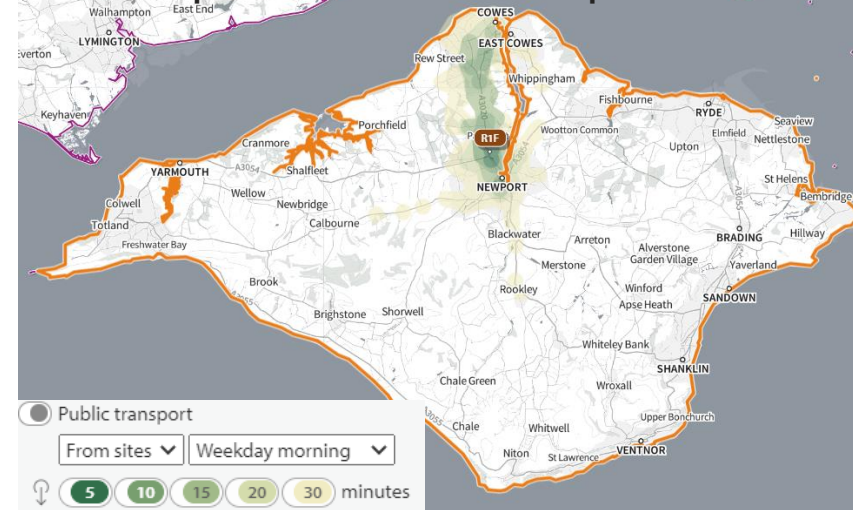 Walhampton
East End
COWES
LYMINGTON
EAST COWES
Everton
Rew Street
Whippingham
Keyhaven
A3020
Fishbourne
RYDE
Porchfield
Seaview
R1F
Wootton Common
Elmfield
Nettlestone
Cranmore
Upton
A3054
YARMOUTH
Shalfleet
St Helens
NEWPORT
A3055
Wellow
Bembridge
Colwell
Newbridge
Totland
Calbourne
Blackwater
Arreton
BRADING
Hillway
Freshwater Bay
Alverstone
Garden Village
Merstone
Yaverland
Brook
Rookley
Winford
SANDOWN
A3055
Apse Heath
Brighstone
Shorwell
Whiteley Bank
SHANKLIN
Chale Green
Wroxall
A3055
Chale
Whitwell
Upper Bonchurch
Niton
St Lawrence
VENTNOR
Public transport
From sites
Weekday morning
5 10 15 20 30 minutes